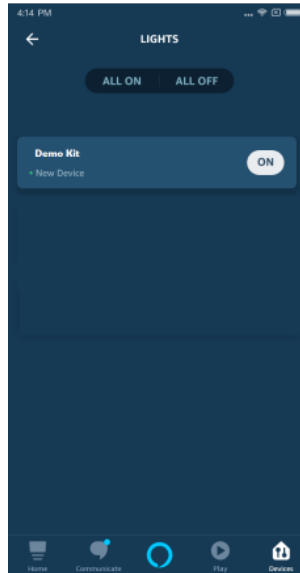 4:14 PM ...
LIGHTS
ALL ON ALL OFF
Demo Kit
ON
• New Device
Home Communicate Play Devices